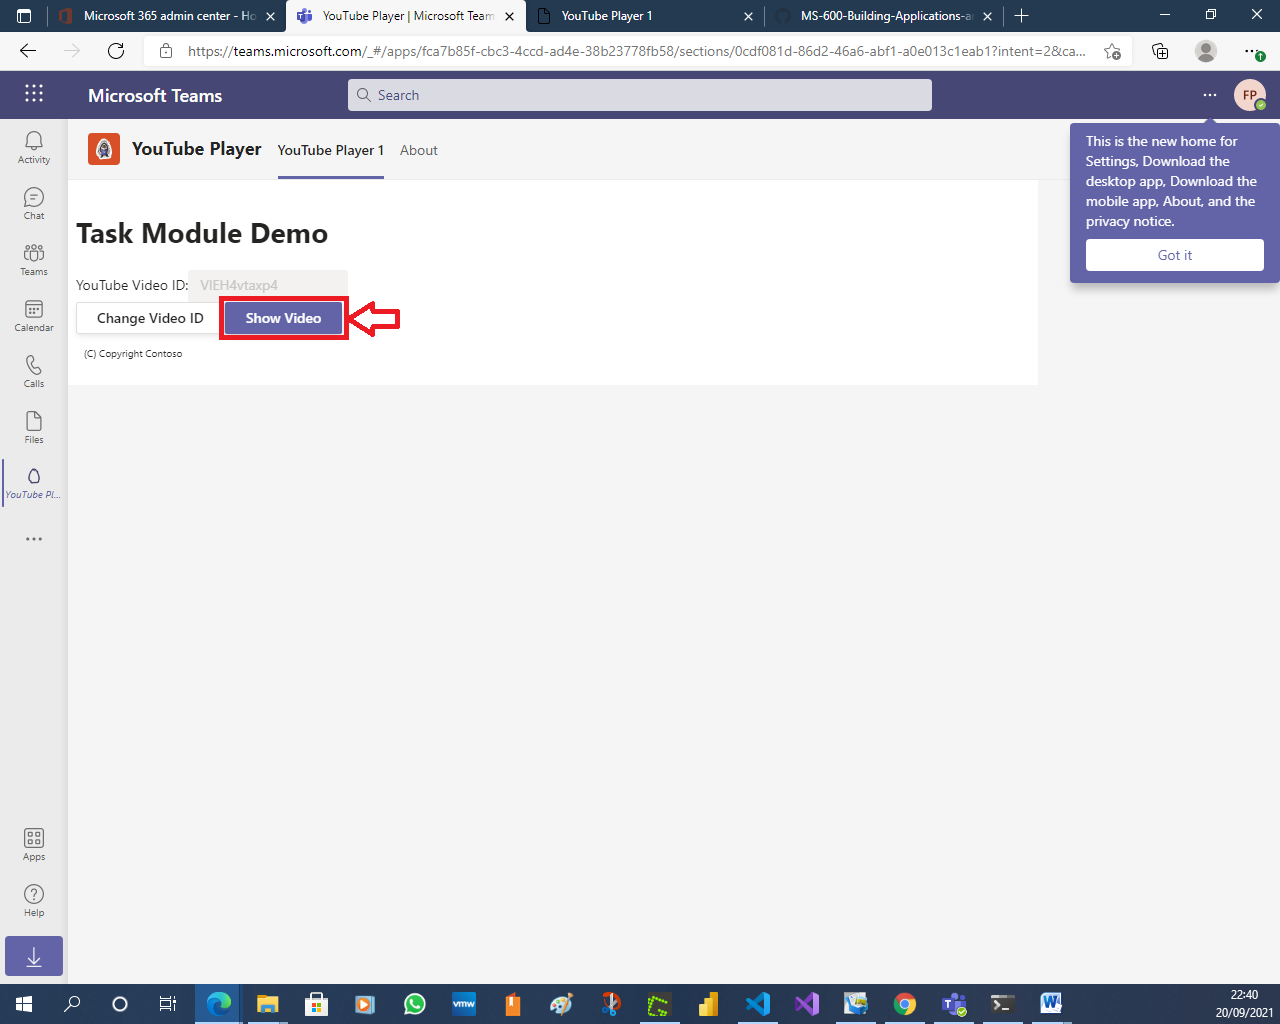 Microsoft 365 admin center - Ho
YouTube Player | Microsoft Team
YouTube Player 1
MS-600-Building-Applications-a
https://teams.microsoft.com/_#/apps/fca7b85f-cbc3-4ccd-ad4e-38b23778fb58/sections/0cdf081d-86d2-46a6-abf1-a0e013c1eab1?intent=2&ca...
Microsoft Teams
Search
FP
This is the new home for
Settings, Download the
desktop app, Download the
mobile app, About, and the
privacy notice.
Got it
YouTube Player
YouTube Player 1
About
Activity
Chat
Teams
Calendar
Calls
Files
YouTube Pl...
Apps
Help
Task Module Demo
YouTube Video ID:
VlEH4vtaxp4
Change Video ID
Show Video
(C) Copyright Contoso
vmw
22:40
20/09/2021